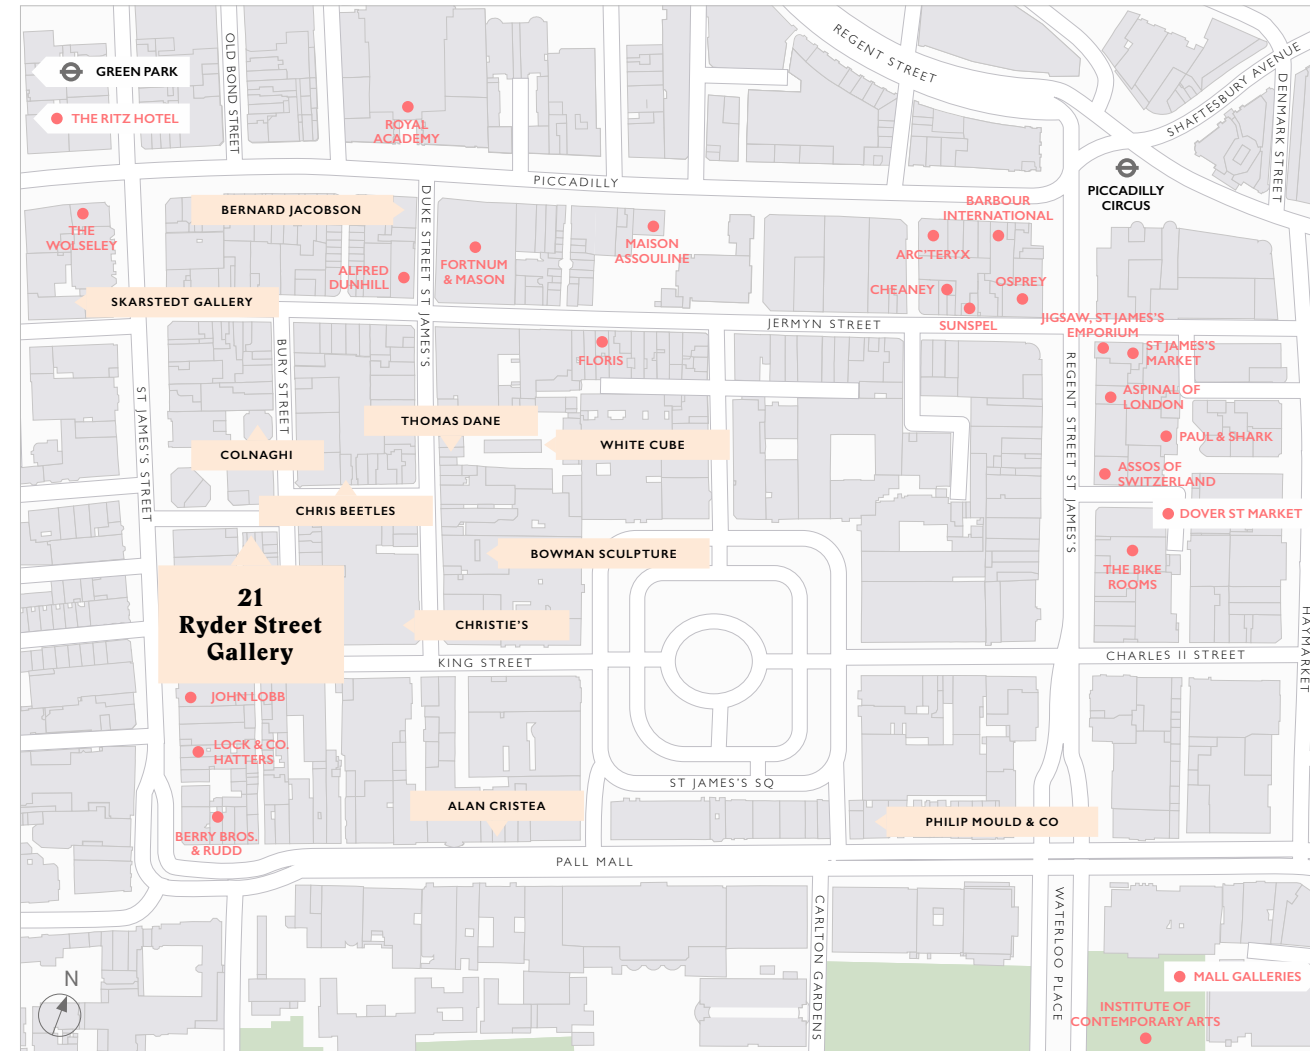 REGENT STREET
OLD BOND STREET
SHAFTESBURY AVENUE
GREEN PARK
DENMARK STREET
THE RITZ HOTEL
ROYAL
ACADEMY
PICCADILLY
PICCADILLY
CIRCUS
BERNARD JACOBSON
DUKE STREET ST JAMES'S
BARBOUR
INTERNATIONAL
THE
WOLSELEY
MAISON
ASSOULINE
ARC'TERYX
ALFRED
DUNHILL
FORTNUM
& MASON
CHEANEY
OSPREY
SKARSTEDT GALLERY
JERMYN STREET
SUNSPEL
JIGSAW, ST JAMES'S
EMPORIUM
BURY STREET
FLORIS
ST JAMES'S
MARKET
REGENT STREET ST JAMES'S
ST JAMES'S STREET
ASPINAL OF
LONDON
THOMAS DANE
WHITE CUBE
PAUL & SHARK
COLNAGHI
ASSOS OF
SWITZERLAND
CHRIS BEETLES
DOVER ST MARKET
BOWMAN SCULPTURE
THE BIKE
ROOMS
21
Ryder Street
Gallery
CHRISTIE'S
HAYMARKET
KING STREET
CHARLES II STREET
JOHN LOBB
LOCK & CO.
HATTERS
ST JAMES'S SQ
ALAN CRISTEA
PHILIP MOULD & CO
BERRY BROS.
& RUDD
PALL MALL
CARLTON GARDENS
WATERLOO PLACE
N
MALL GALLERIES
INSTITUTE OF
CONTEMPORARY ARTS